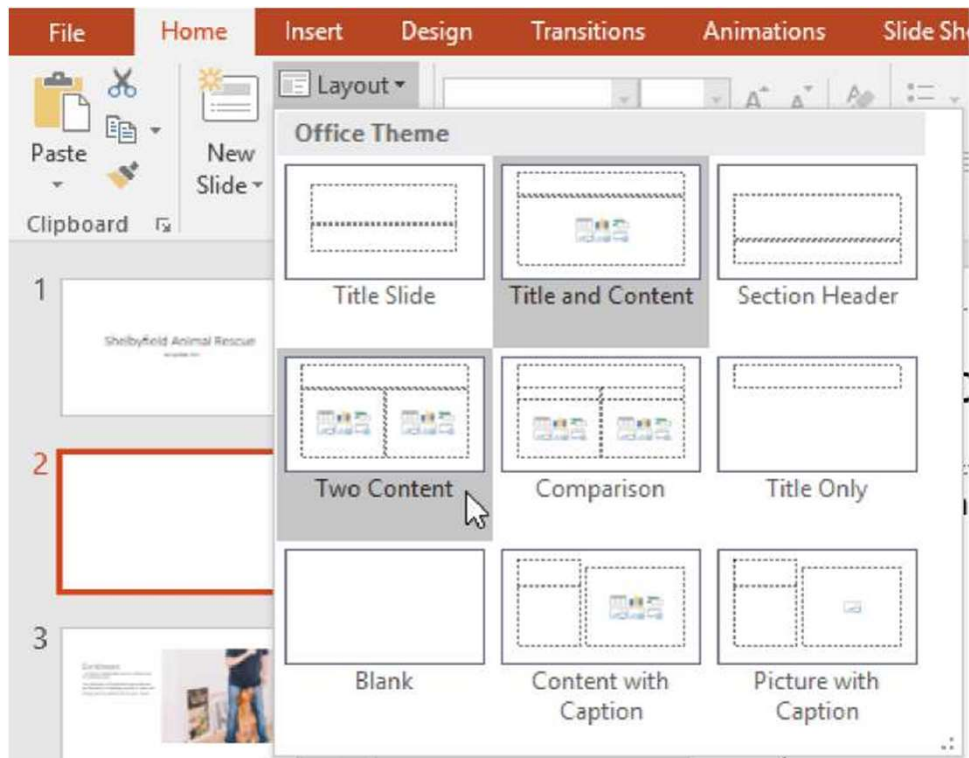 File Home Insert Design Transitions Animations Slide Sh
Layout
Paste
New
Slide
Clipboard
Office Theme
Title Slide Title and Content Section Header
Two Content Comparison Title Only
Blank Content with Caption Picture with Caption
1
Shelbyfield Animal Rescue
2
3